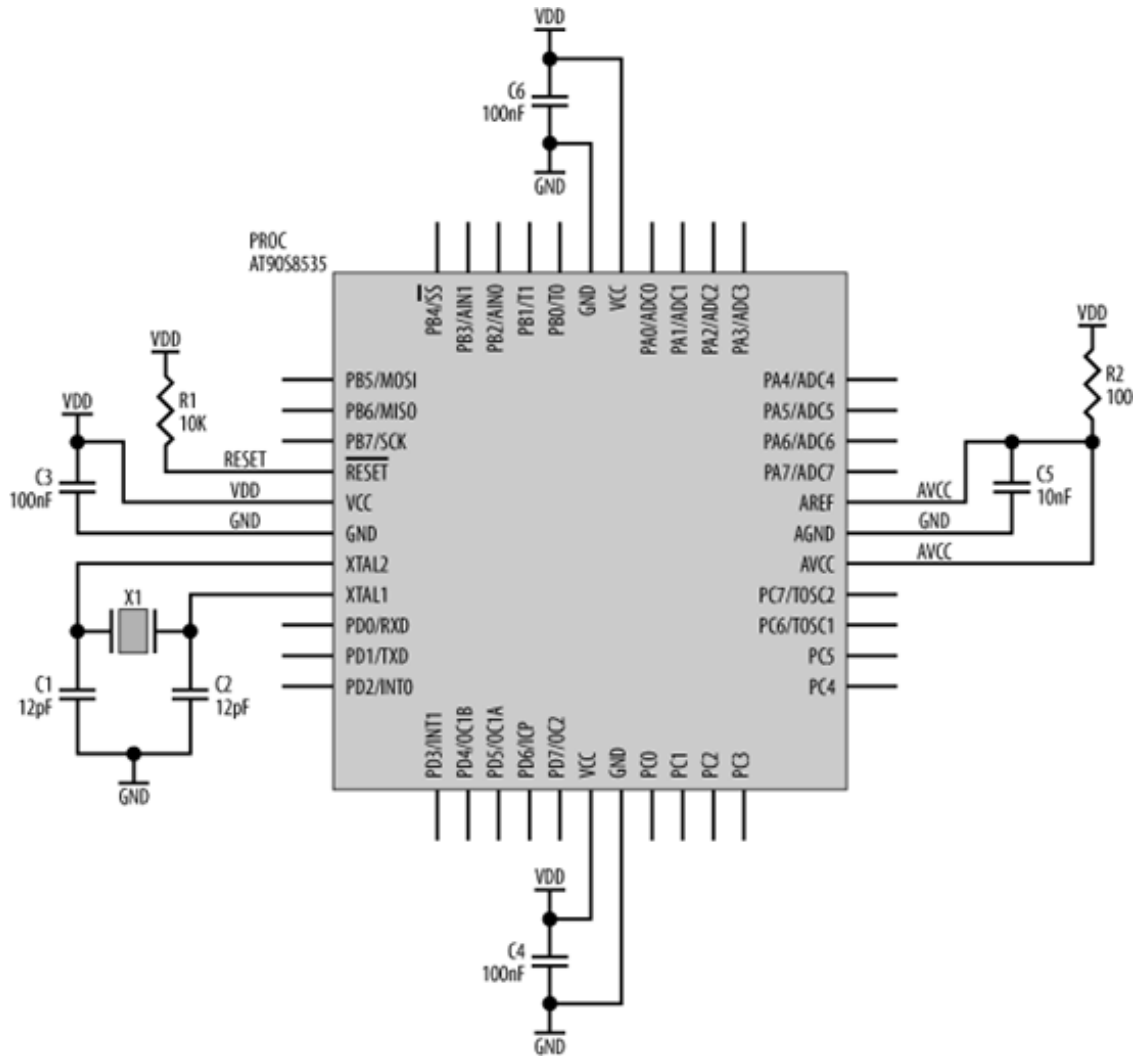 VDD
C6
100nF
GND
PROC
AT90S8535
PB4/SS
PB3/AIN1
PB2/AIN0
PB1/T1
PB0/T0
GND
VCC
PA0/ADC0
PA1/ADC1
PA2/ADC2
PA3/ADC3
VDD
R1
10K
VDD
C3
100nF
RESET
VDD
GND
PB5/MOSI
PB6/MISO
PB7/SCK
RESET
VCC
GND
XTAL2
XTAL1
PD0/RXD
PD1/TXD
PD2/INT0
X1
C1
12pF
C2
12pF
GND
PA4/ADC4
PA5/ADC5
PA6/ADC6
PA7/ADC7
AREF
AGND
AVCC
PC7/TOSC2
PC6/TOSC1
PC5
PC4
VDD
R2
100
AVCC
GND
AVCC
C5
10nF
PD3/INT1
PD4/OC1B
PD5/OC1A
PD6/ICP
PD7/OC2
VCC
GND
PC0
PC1
PC2
PC3
VDD
C4
100nF
GND